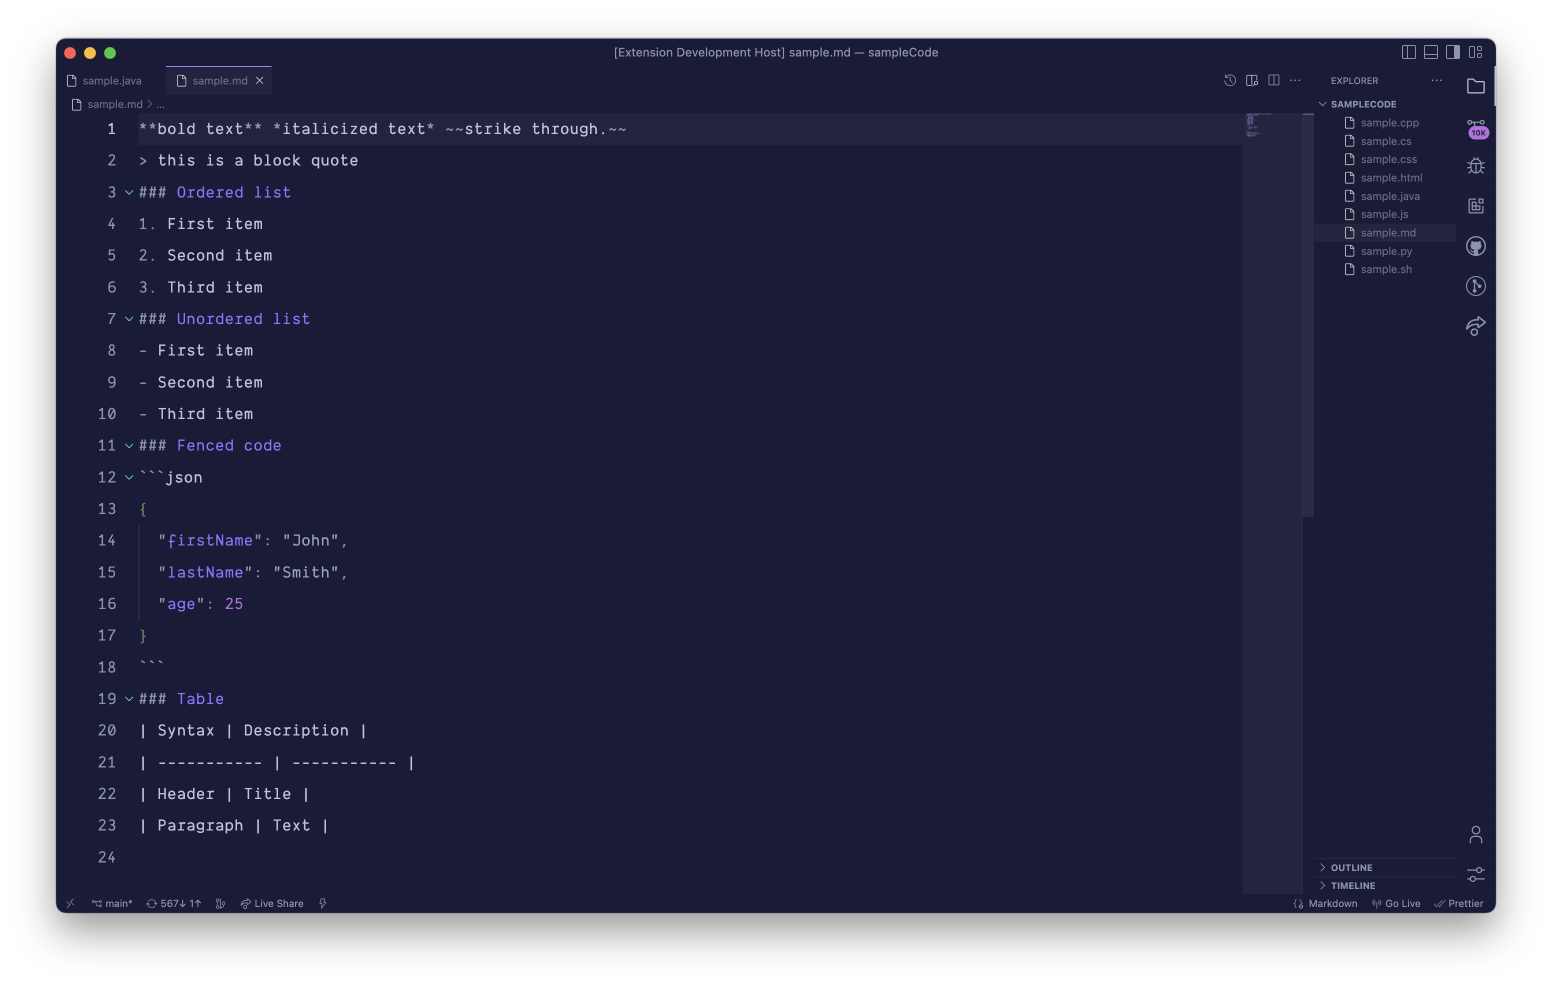 [Extension Development Host] sample.md — sampleCode
sample.java
sample.md
sample.md > ...
1 **bold text** *italicized text* ~~strike through.~~
2 > this is a block quote
3 ### Ordered list
4 1. First item
5 2. Second item
6 3. Third item
7 ### Unordered list
8 - First item
9 - Second item
10 - Third item
11 ### Fenced code
12 ```json
13 {
14 "firstName": "John",
15 "lastName": "Smith",
16 "age": 25
17 }
18 ```
19 ### Table
20 | Syntax | Description |
21 | ----------- | ----------- |
22 | Header | Title |
23 | Paragraph | Text |
24
EXPLORER
SAMPLECODE
sample.cpp
sample.cs
sample.css
sample.html
sample.java
sample.js
sample.md
sample.py
sample.sh
10K
OUTLINE
TIMELINE
main* 567↓ 1↑ Live Share
Markdown Go Live Prettier